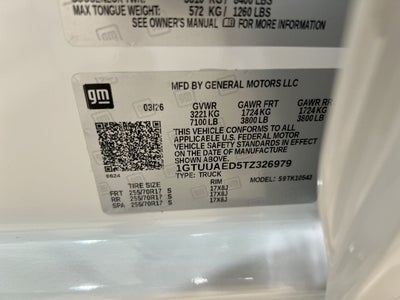 MAX TONGUE WEIGHT: 572 KG / 1260 LBS
SEE OWNER'S MANUAL FOR MORE INFORMATION
gm
MFD BY GENERAL MOTORS LLC
03/26 GVWR GAWR FRT GAWR RR
3221 KG 1724 KG 1724 KG
7100 LB 3800 LB 3800 LB
THIS VEHICLE CONFORMS TO ALL
APPLICABLE U.S. FEDERAL MOTOR
VEHICLE SAFETY STANDARDS IN
EFFECT ON THE DATE OF
MANUFACTURE SHOWN ABOVE.
1GTUUAED5TZ326979
TYPE: TRUCK MODEL:
TIRE SIZE RIM
FRT 255/70R17 S 17X8J
RR 255/70R17 S 17X8J
SPA 255/70R17 S 17X8J